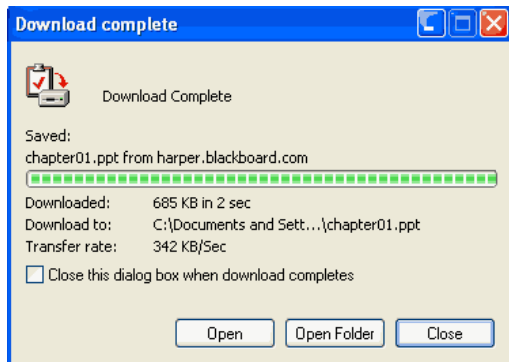 Download complete
Download Complete
Saved:
chapter01.ppt from harper.blackboard.com
Downloaded: 685 KB in 2 sec
Download to: C:\Documents and Sett...\chapter01.ppt
Transfer rate: 342 KB/Sec
Close this dialog box when download completes
Open Open Folder Close